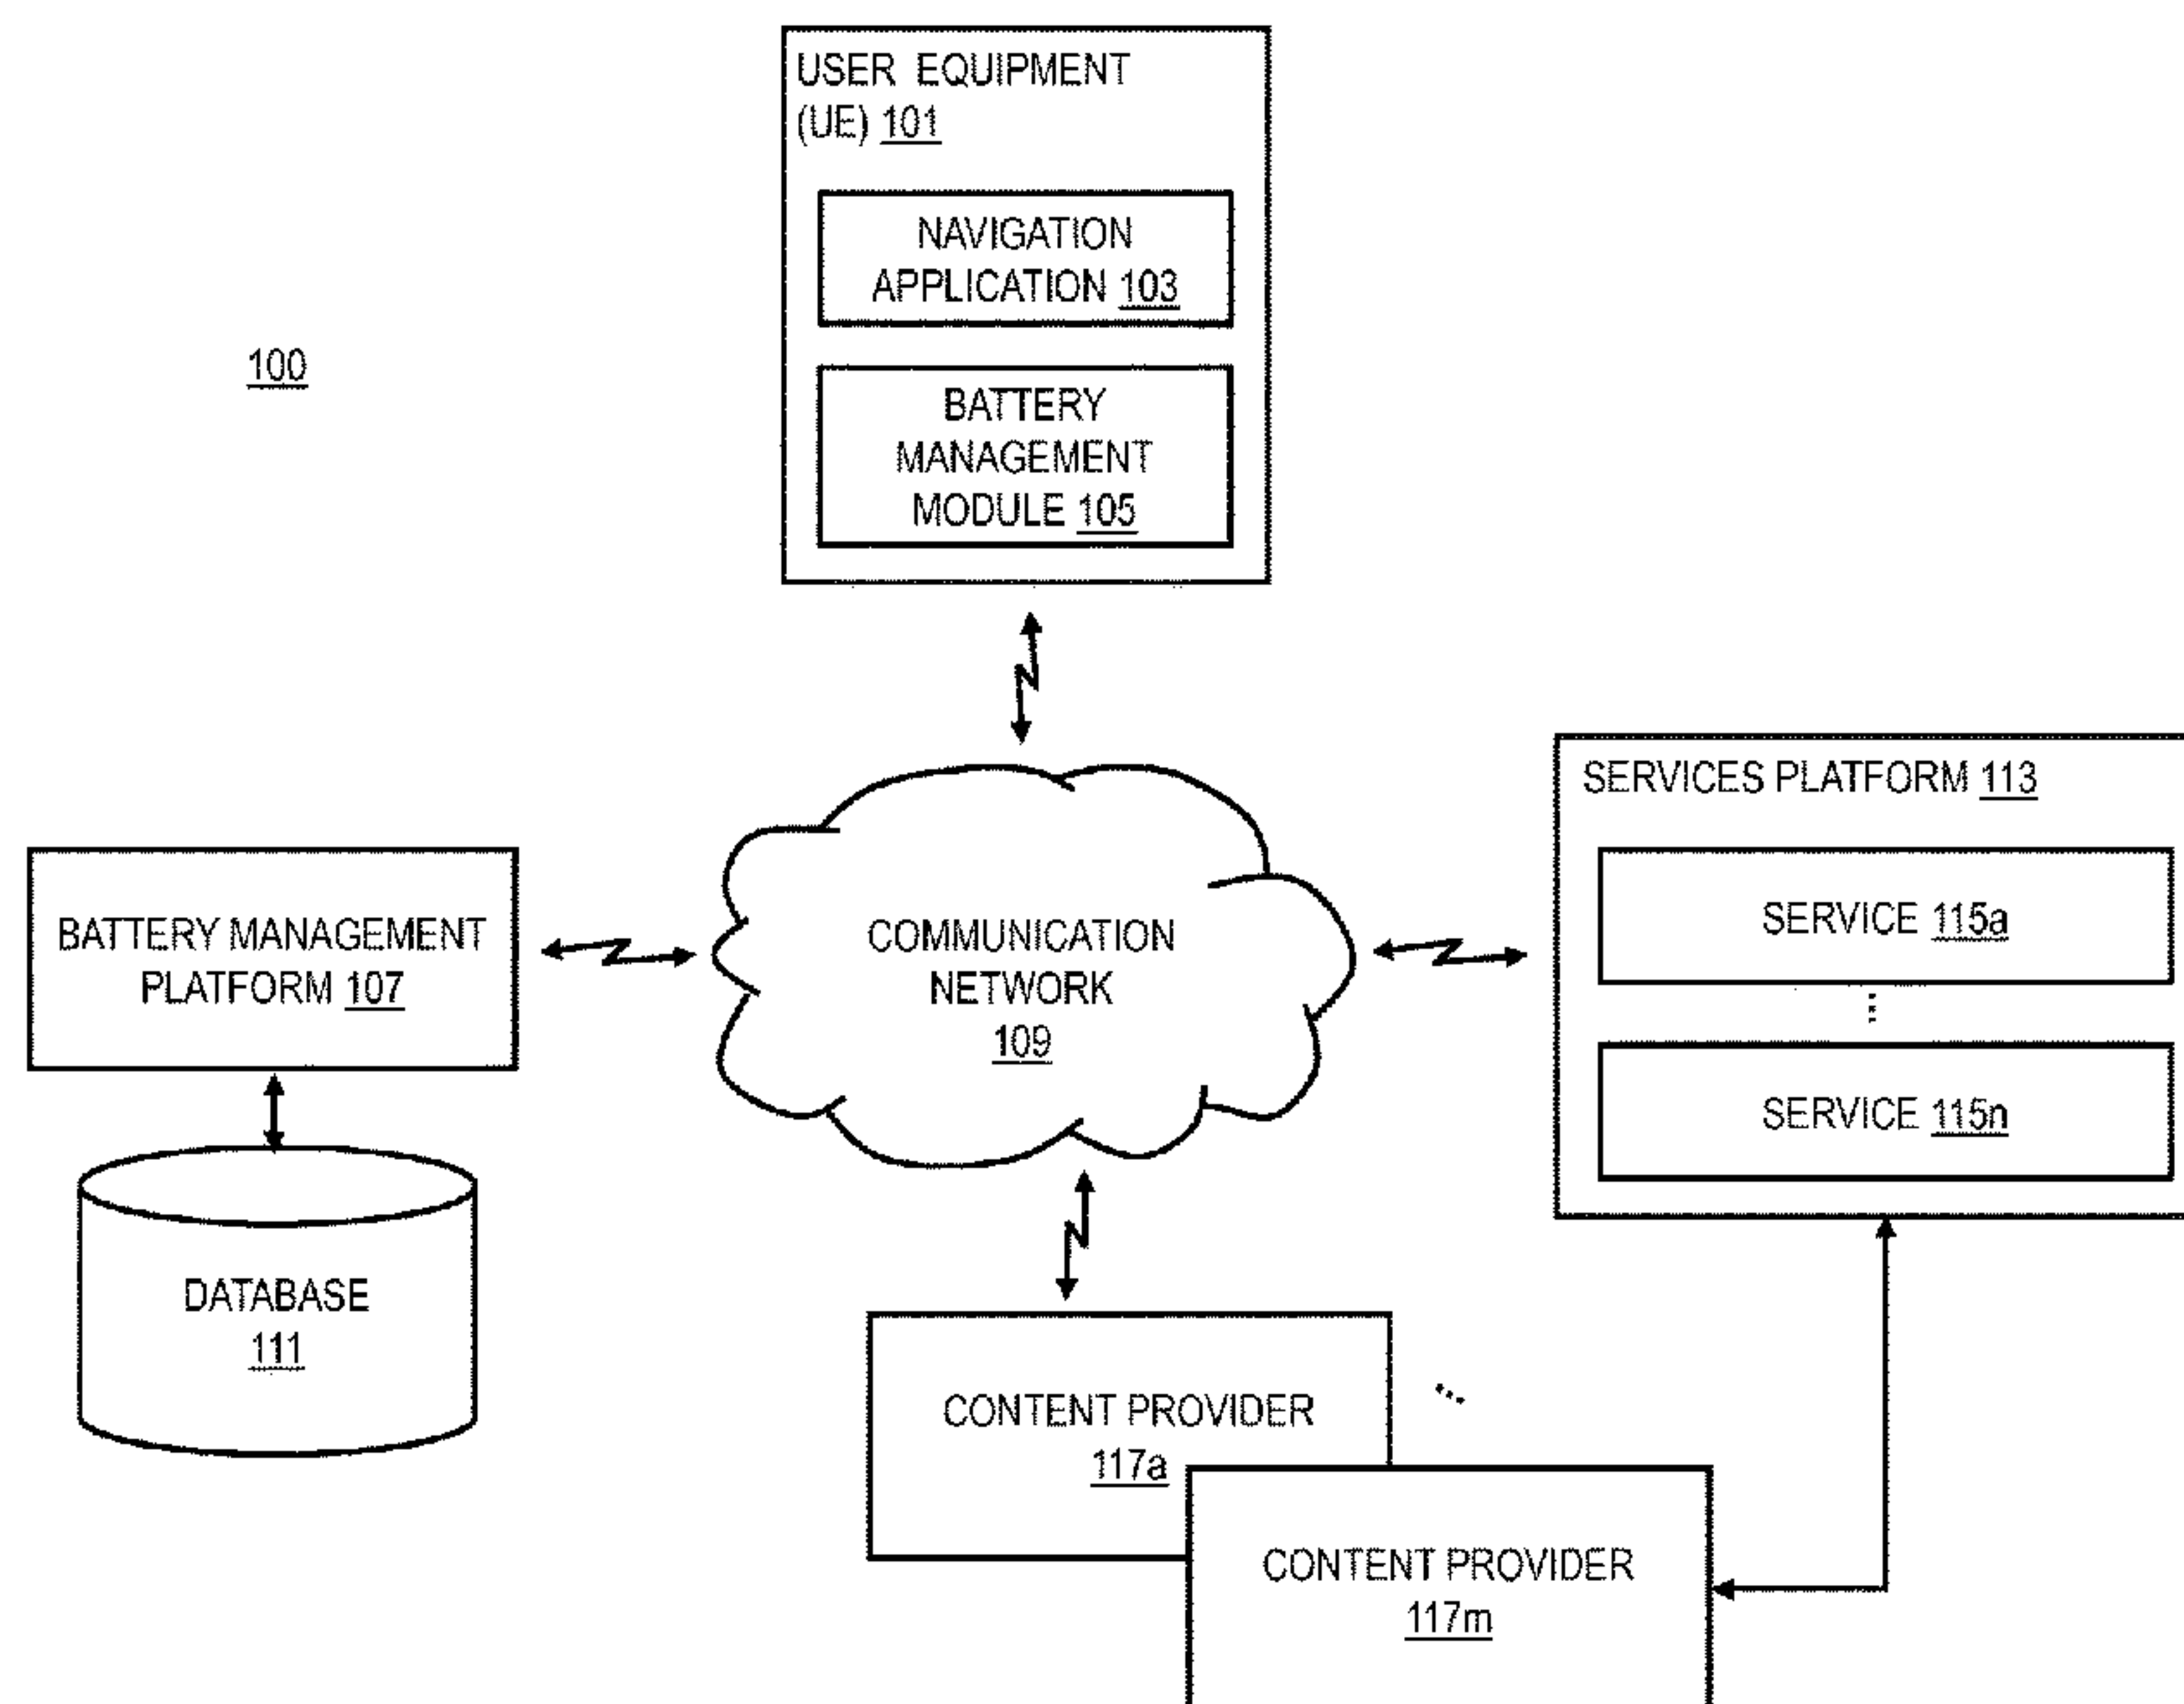 USER EQUIPMENT
(UE) 101
NAVIGATION
APPLICATION 103
BATTERY
MANAGEMENT
MODULE 105
100
SERVICES PLATFORM 113
SERVICE 115a
...
SERVICE 115n
BATTERY MANAGEMENT
PLATFORM 107
COMMUNICATION
NETWORK
109
DATABASE
111
CONTENT PROVIDER
117a
...
CONTENT PROVIDER
117m